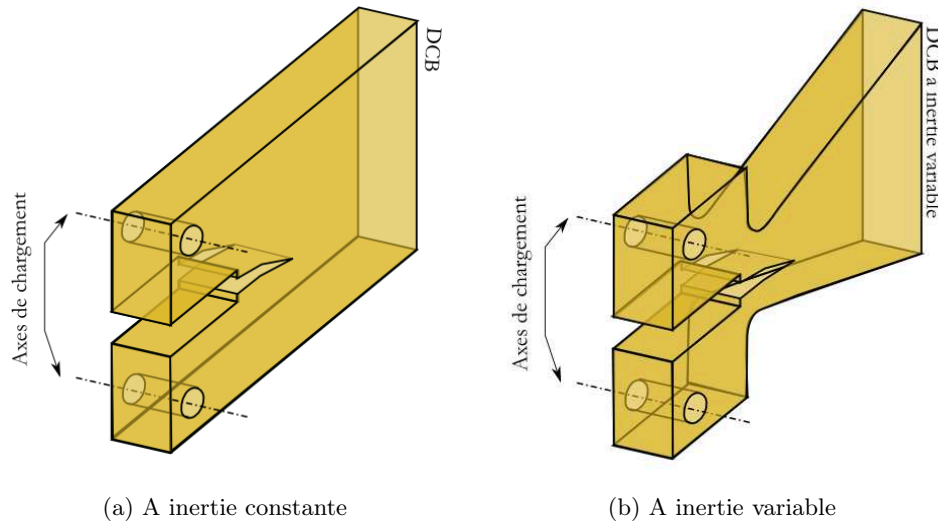 DCB
Axes de chargement
(a) A inertie constante
DCB a inertie variable
Axes de chargement
(b) A inertie variable